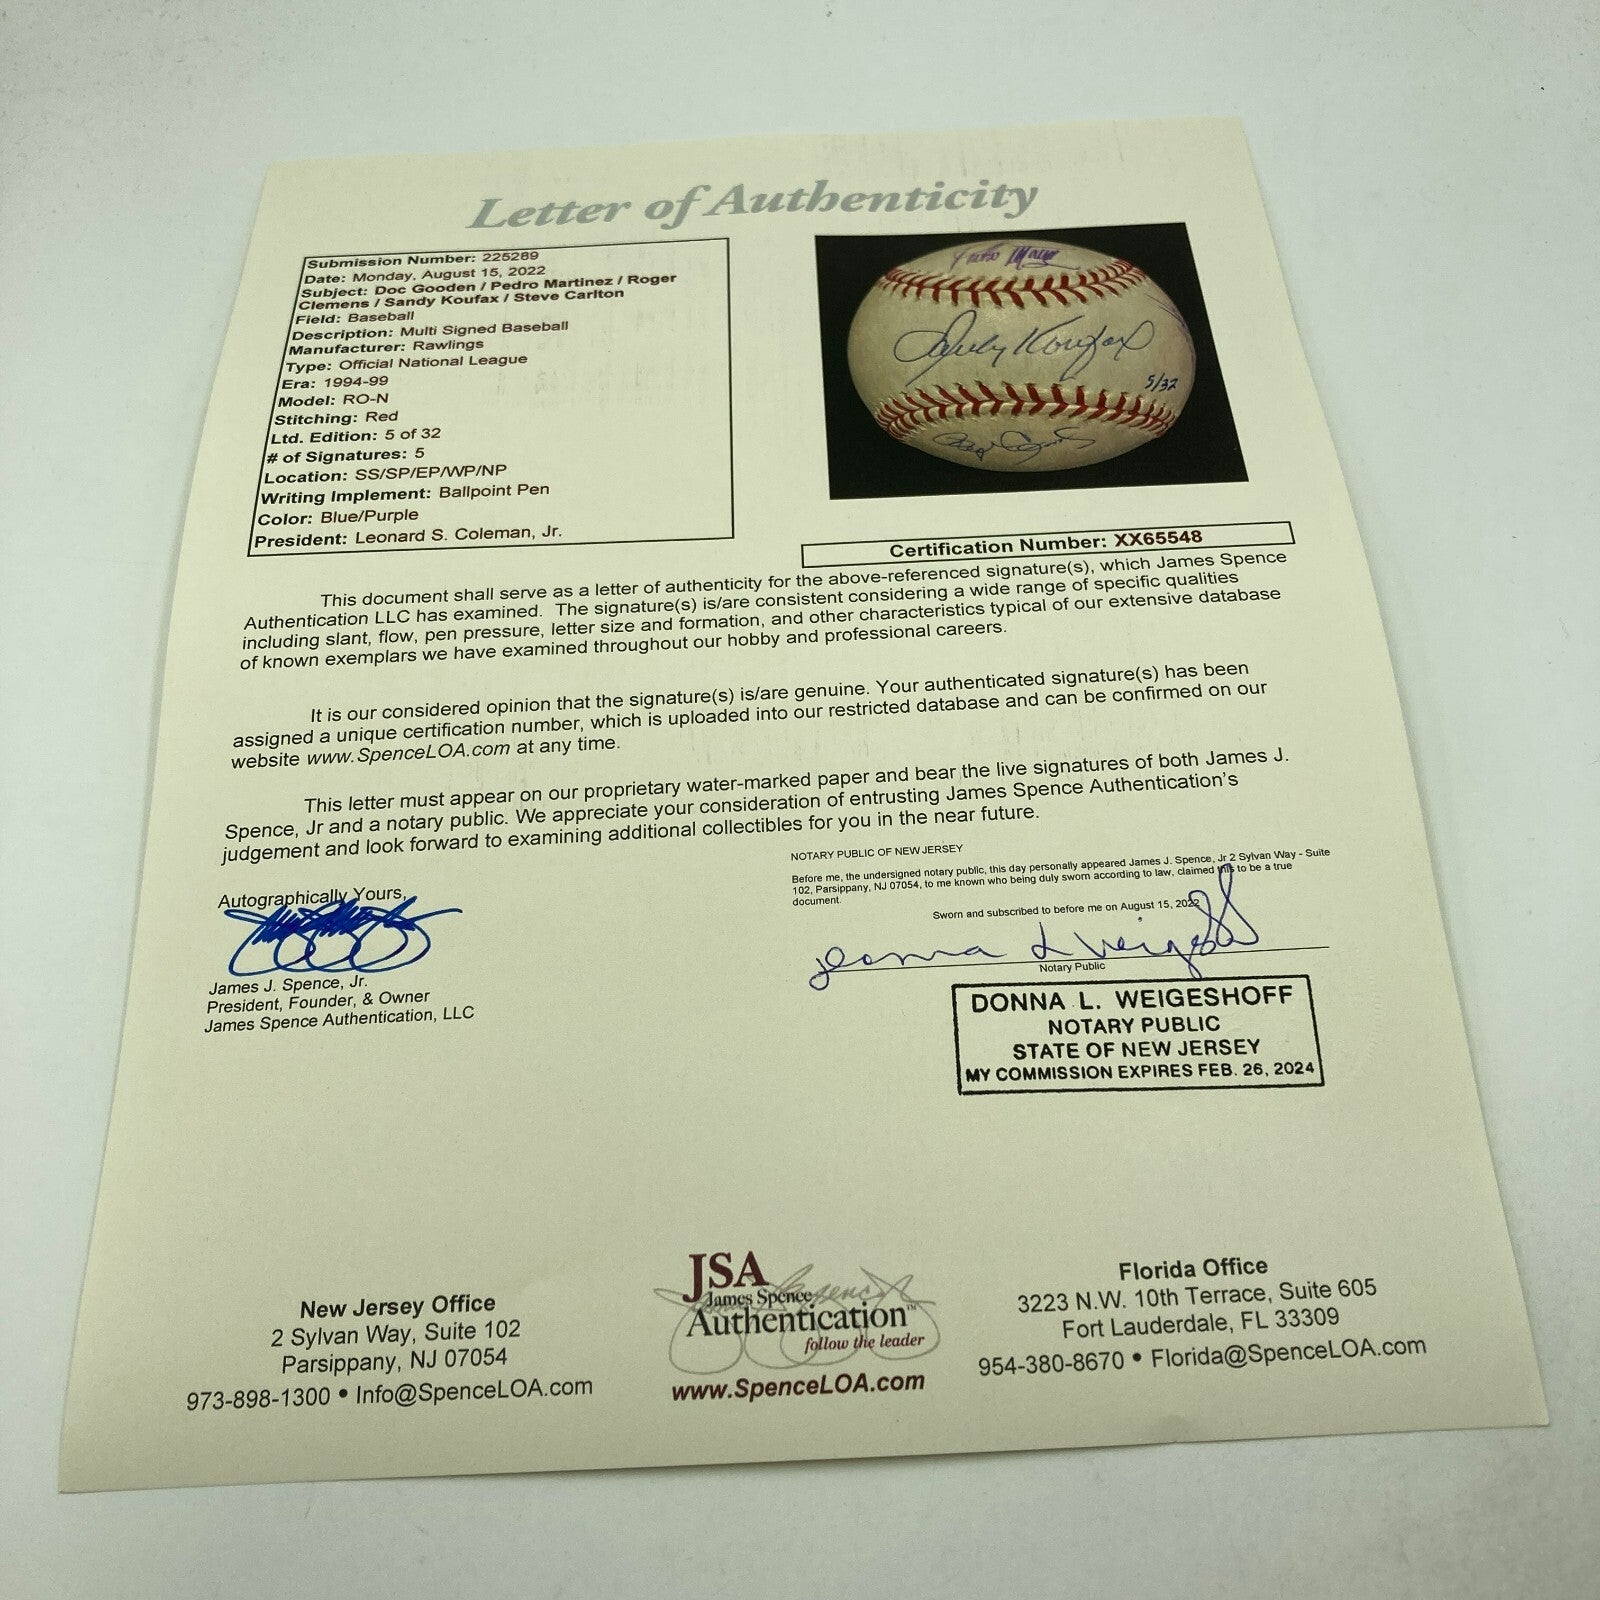 Letter of Authenticity
Submission Number: 225289
Date: Monday, August 15, 2022
Subject: Doc Gooden / Pedro Martinez / Roger
Clemens / Sandy Koufax / Steve Carlton
Field: Baseball
Description: Multi Signed Baseball
Manufacturer: Rawlings
Type: Official National League
Era: 1994-99
Model: RO-N
Stitching: Red
Ltd. Edition: 5 of 32
# of Signatures: 5
Location: SS/SP/EP/WP/NP
Writing Implement: Ballpoint Pen
Color: Blue/Purple
President: Leonard S. Coleman, Jr.
Sandy Koufax
5/32
Certification Number: XX65548
This document shall serve as a letter of authenticity for the above-referenced signature(s), which James Spence
Authentication LLC has examined. The signature(s) is/are consistent considering a wide range of specific qualities
including slant, flow, pen pressure, letter size and formation, and other characteristics typical of our extensive database
of known exemplars we have examined throughout our hobby and professional careers.
It is our considered opinion that the signature(s) is/are genuine. Your authenticated signature(s) has been
assigned a unique certification number, which is uploaded into our restricted database and can be confirmed on our
website www.SpenceLOA.com at any time.
This letter must appear on our proprietary water-marked paper and bear the live signatures of both James J.
Spence, Jr and a notary public. We appreciate your consideration of entrusting James Spence Authentication's
judgement and look forward to examining additional collectibles for you in the near future.
NOTARY PUBLIC OF NEW JERSEY
Before me, the undersigned notary public, this day personally appeared James J. Spence, Jr 2 Sylvan Way - Suite
102, Parsippany, NJ 07054, to me known who being duly sworn according to law, claimed this to be a true
document.
Sworn and subscribed to before me on August 15, 2022
Autographically Yours,
James J. Spence, Jr.
President, Founder, & Owner
James Spence Authentication, LLC
Donna L Weigeshoff
Notary Public
DONNA L. WEIGESHOFF
NOTARY PUBLIC
STATE OF NEW JERSEY
MY COMMISSION EXPIRES FEB. 26, 2024
New Jersey Office
2 Sylvan Way, Suite 102
Parsippany, NJ 07054
973-898-1300 • Info@SpenceLOA.com
JSA
James Spence
Authentication™
follow the leader
www.SpenceLOA.com
Florida Office
3223 N.W. 10th Terrace, Suite 605
Fort Lauderdale, FL 33309
954-380-8670 • Florida@SpenceLOA.com